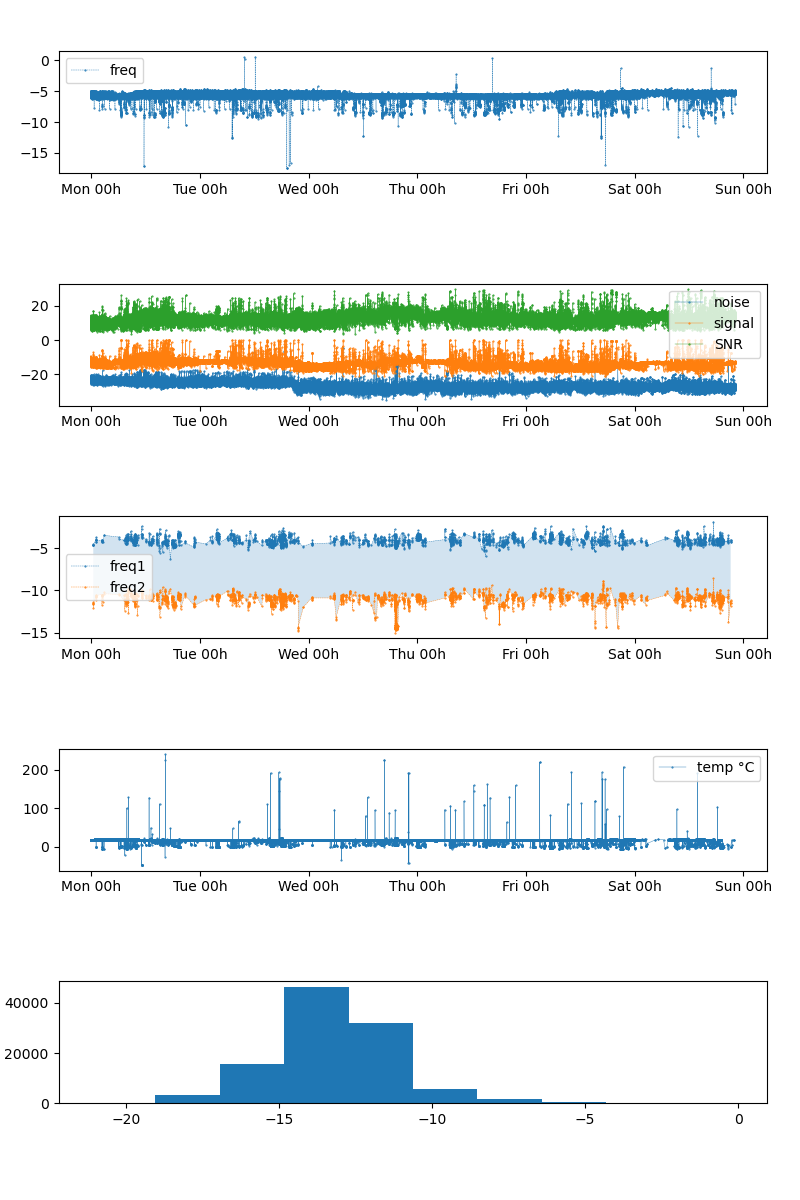 0
freq
−5
−10
−15
Mon 00h Tue 00h Wed 00h Thu 00h Fri 00h Sat 00h Sun 00h
20
noise
0
signal
SNR
−20
Mon 00h Tue 00h Wed 00h Thu 00h Fri 00h Sat 00h Sun 00h
−5
freq1
freq2
−10
−15
Mon 00h Tue 00h Wed 00h Thu 00h Fri 00h Sat 00h Sun 00h
200
temp °C
100
0
Mon 00h Tue 00h Wed 00h Thu 00h Fri 00h Sat 00h Sun 00h
40000
20000
0
−20 −15 −10 −5 0